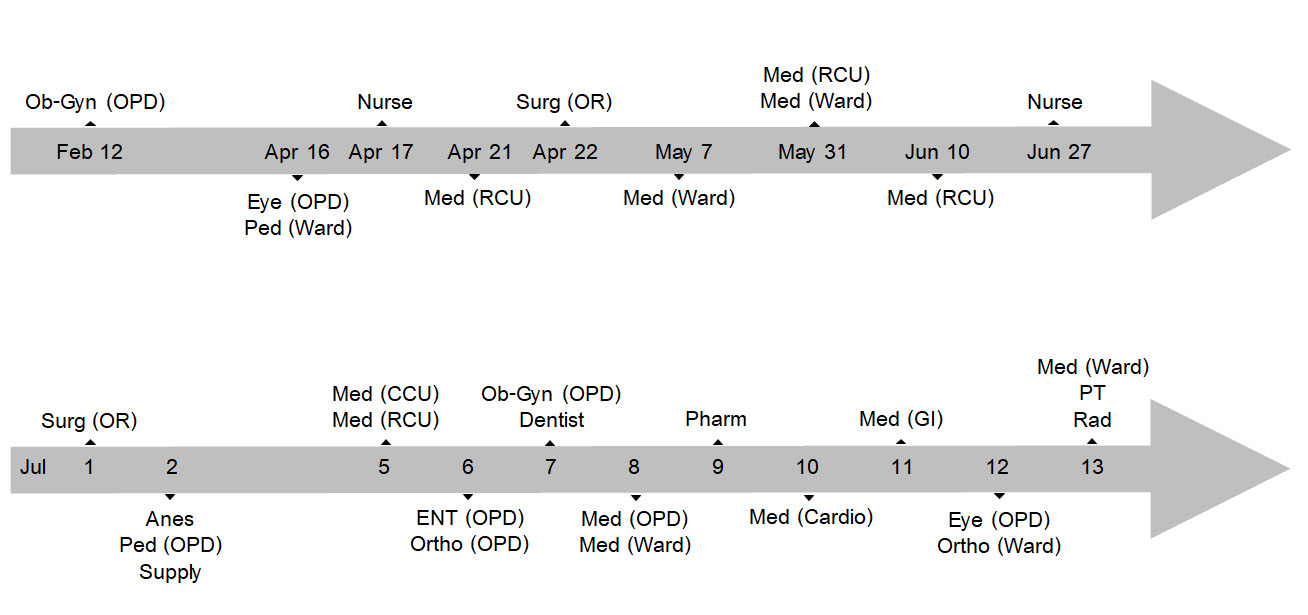 Med (RCU)
Ob-Gyn (OPD) Nurse Surg (OR) Med (Ward) Nurse
Feb 12 Apr 16 Apr 17 Apr 21 Apr 22 May 7 May 31 Jun 10 Jun 27
Eye (OPD) Med (RCU) Med (Ward) Med (RCU)
Ped (Ward)
Med (Ward)
Med (CCU) Ob-Gyn (OPD) PT
Surg (OR) Med (RCU) Dentist Pharm Med (GI) Rad
Jul 1 2 5 6 7 8 9 10 11 12 13
Anes ENT (OPD) Med (OPD) Med (Cardio) Eye (OPD)
Ped (OPD) Ortho (OPD) Med (Ward) Ortho (Ward)
Supply